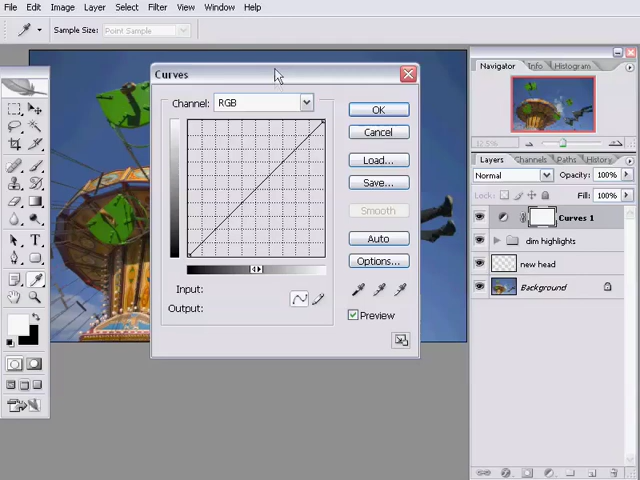 File Edit Image Layer Select Filter View Window Help
Sample Size: Point Sample
Curves
Channel: RGB
OK
Cancel
Load...
Save...
Smooth
Auto
Options...
Input:
Output:
Preview
Navigator Info Histogram
12.5%
Layers Channels Paths History
Normal Opacity: 100%
Lock: Fill: 100%
Curves 1
dim highlights
new head
Background
T